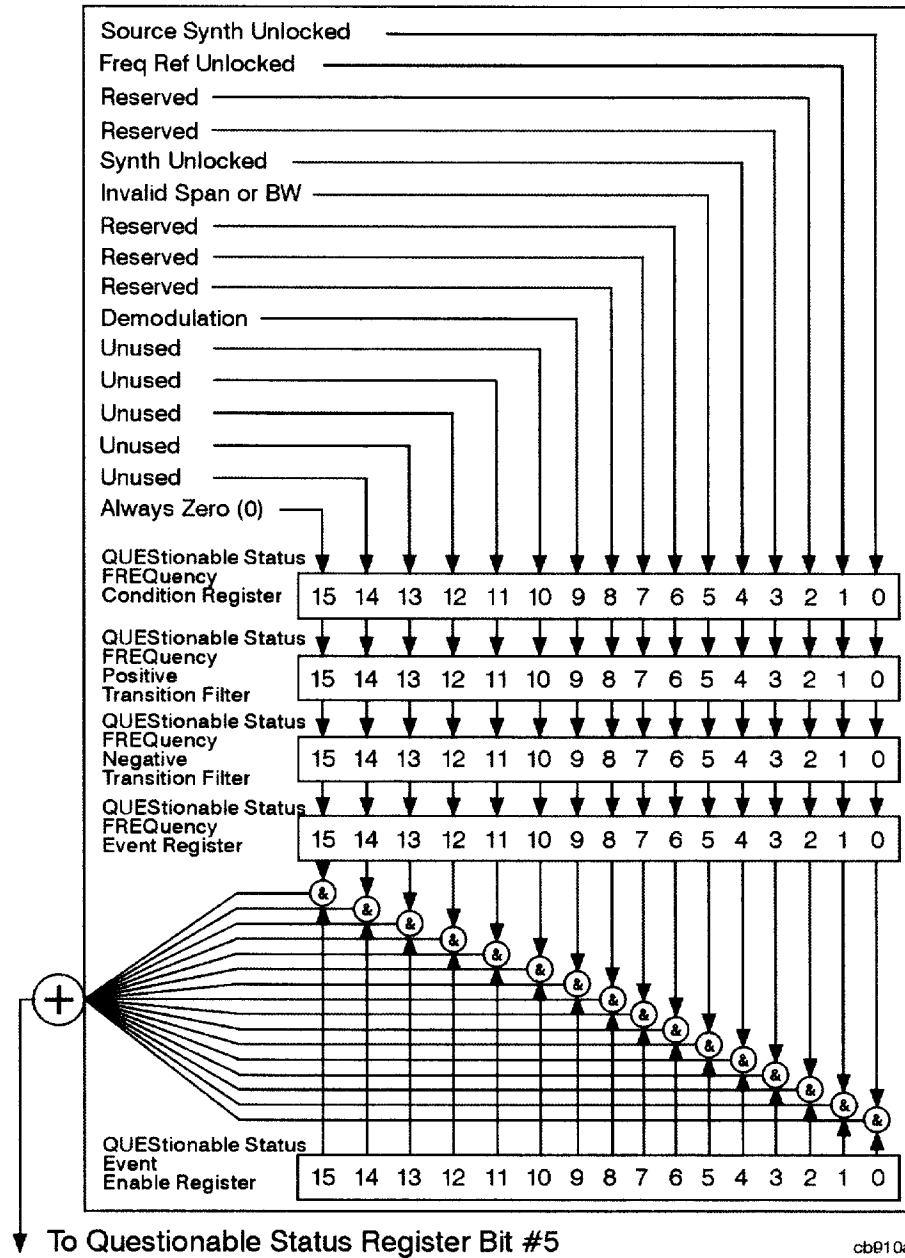 Source Synth Unlocked
Freq Ref Unlocked
Reserved
Reserved
Synth Unlocked
Invalid Span or BW
Reserved
Reserved
Reserved
Demodulation
Unused
Unused
Unused
Unused
Unused
Always Zero (0)
QUEStionable Status
FREQuency
Condition Register
15 14 13 12 11 10 9 8 7 6 5 4 3 2 1 0
QUEStionable Status
FREQuency
Positive
Transition Filter
15 14 13 12 11 10 9 8 7 6 5 4 3 2 1 0
QUEStionable Status
FREQuency
Negative
Transition Filter
15 14 13 12 11 10 9 8 7 6 5 4 3 2 1 0
QUEStionable Status
FREQuency
Event Register
15 14 13 12 11 10 9 8 7 6 5 4 3 2 1 0
& & & & & & & & & & & & & & & &
+
QUEStionable Status
Event
Enable Register
15 14 13 12 11 10 9 8 7 6 5 4 3 2 1 0
To Questionable Status Register Bit #5